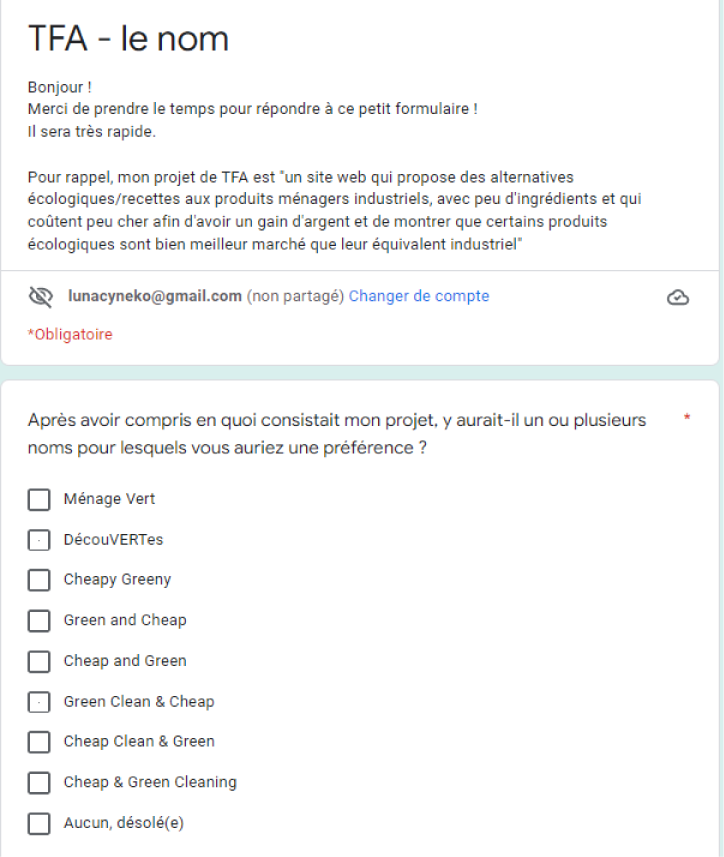 TFA - le nom
Bonjour !
Merci de prendre le temps pour répondre à ce petit formulaire !
Il sera très rapide.
Pour rappel, mon projet de TFA est "un site web qui propose des alternatives
écologiques/recettes aux produits ménagers industriels, avec peu d'ingrédients et qui
coûtent peu cher afin d'avoir un gain d'argent et de montrer que certains produits
écologiques sont bien meilleur marché que leur équivalent industriel"
lunacyneko@gmail.com (non partagé) Changer de compte
*Obligatoire
Après avoir compris en quoi consistait mon projet, y aurait-il un ou plusieurs *
noms pour lesquels vous auriez une préférence ?
Ménage Vert
DécouVERTes
Cheapy Greeny
Green and Cheap
Cheap and Green
Green Clean & Cheap
Cheap Clean & Green
Cheap & Green Cleaning
Aucun, désolé(e)